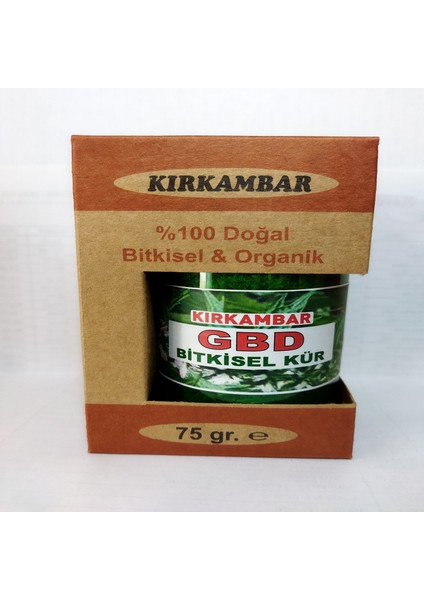 KIRKAMBAR
%100 Doğal
Bitkisel & Organik
KIRKAMBAR
GBD
BİTKİSEL KÜR
75 gr. ℮